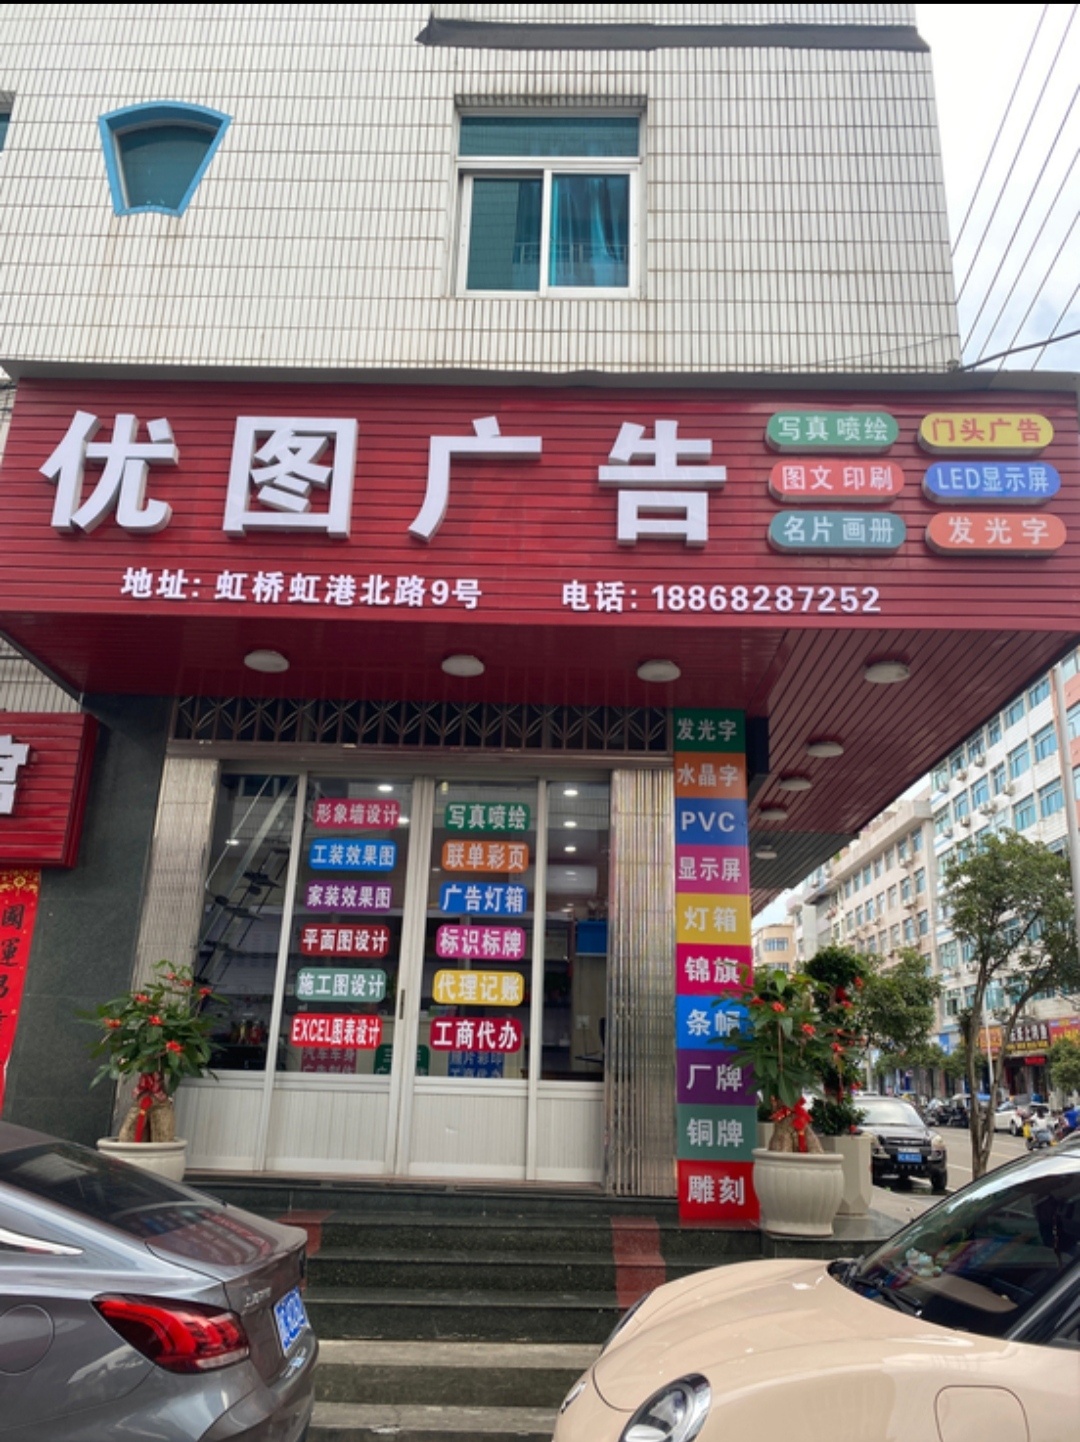 优图广告
写真喷绘
门头广告
图文印刷
LED显示屏
名片画册
发光字
地址: 虹桥虹港北路9号
电话: 18868287252
发光字
水晶字
PVC
显示屏
灯箱
锦旗
条幅
厂牌
铜牌
雕刻
形象墙设计
工装效果图
家装效果图
平面图设计
施工图设计
EXCEL图表设计
写真喷绘
联单彩页
广告灯箱
标识标牌
代理记账
工商代办
汽车车身
國運